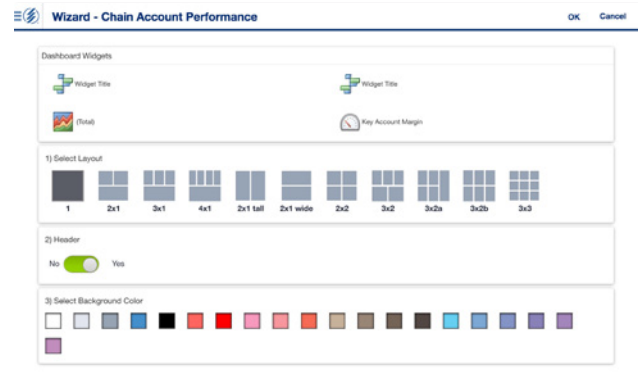 Wizard - Chain Account Performance OK Cancel
Dashboard Widgets
Widget Title Widget Title
(Total) Key Account Margin
1) Select Layout
1 2x1 3x1 4x1 2x1 tall 2x1 wide 2x2 3x2 3x2a 3x2b 3x3
2) Header
No Yes
3) Select Background Color